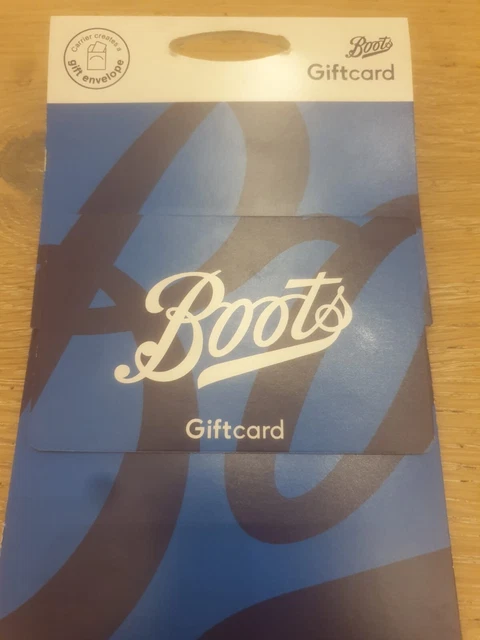 Carrier creates a
gift envelope
Boots
Giftcard
Boots
Giftcard